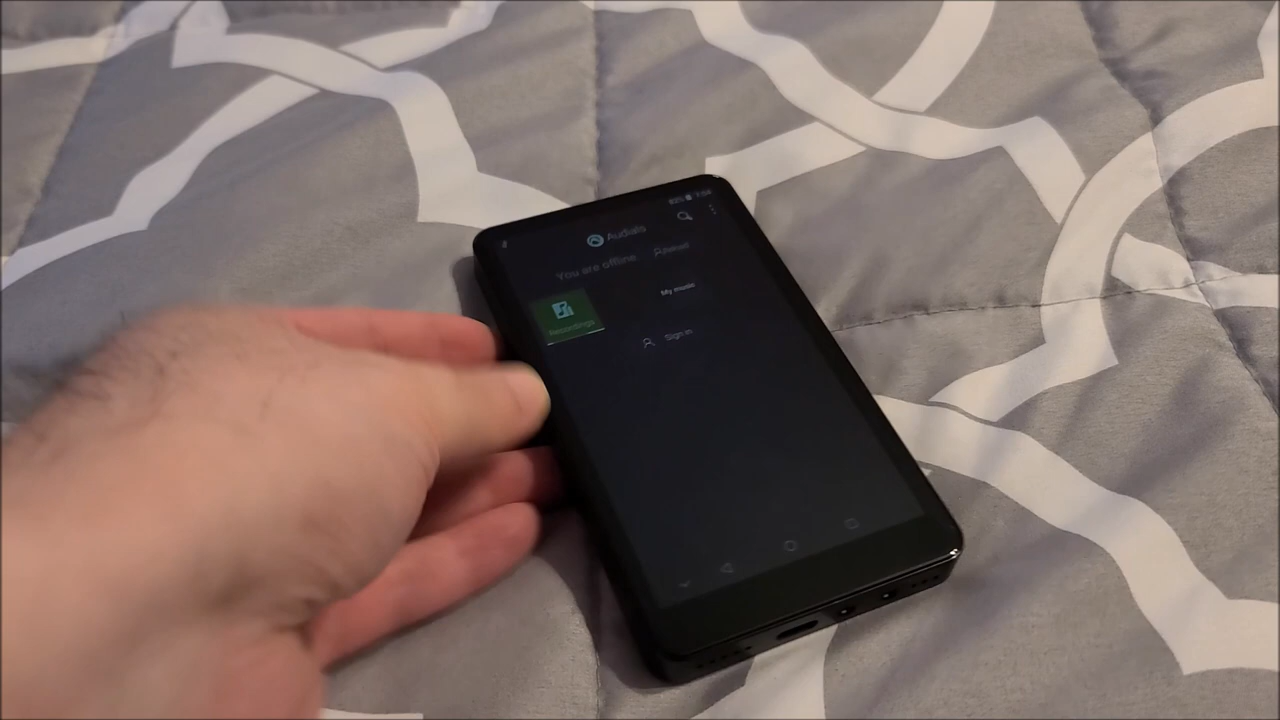 Audials
You are offline
My music
Recordings
Sign in